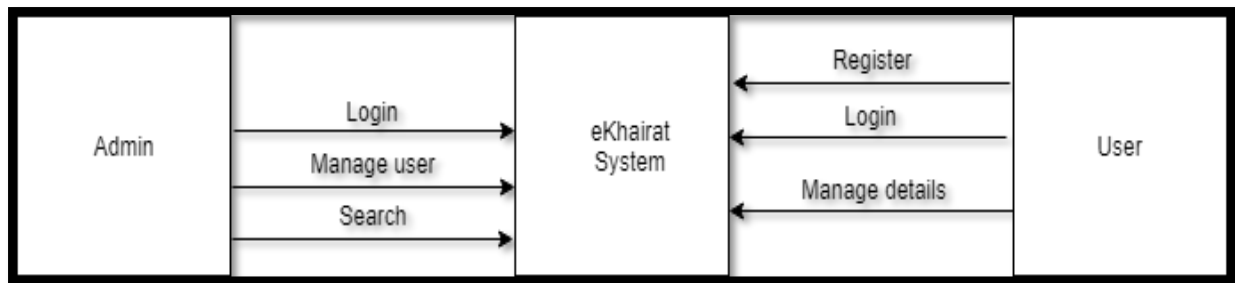 Admin
Login
Manage user
Search
eKhairat
System
Register
Login
Manage details
User